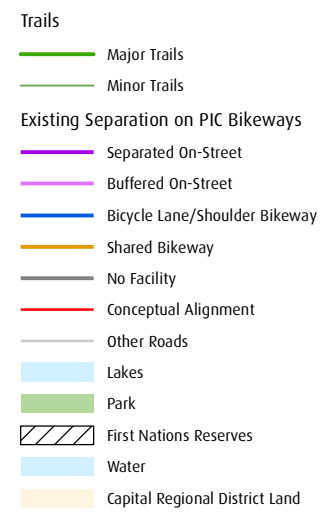 Trails
Major Trails
Minor Trails
Existing Separation on PIC Bikeways
Separated On-Street
Buffered On-Street
Bicycle Lane/Shoulder Bikeway
Shared Bikeway
No Facility
Conceptual Alignment
Other Roads
Lakes
Park
First Nations Reserves
Water
Capital Regional District Land